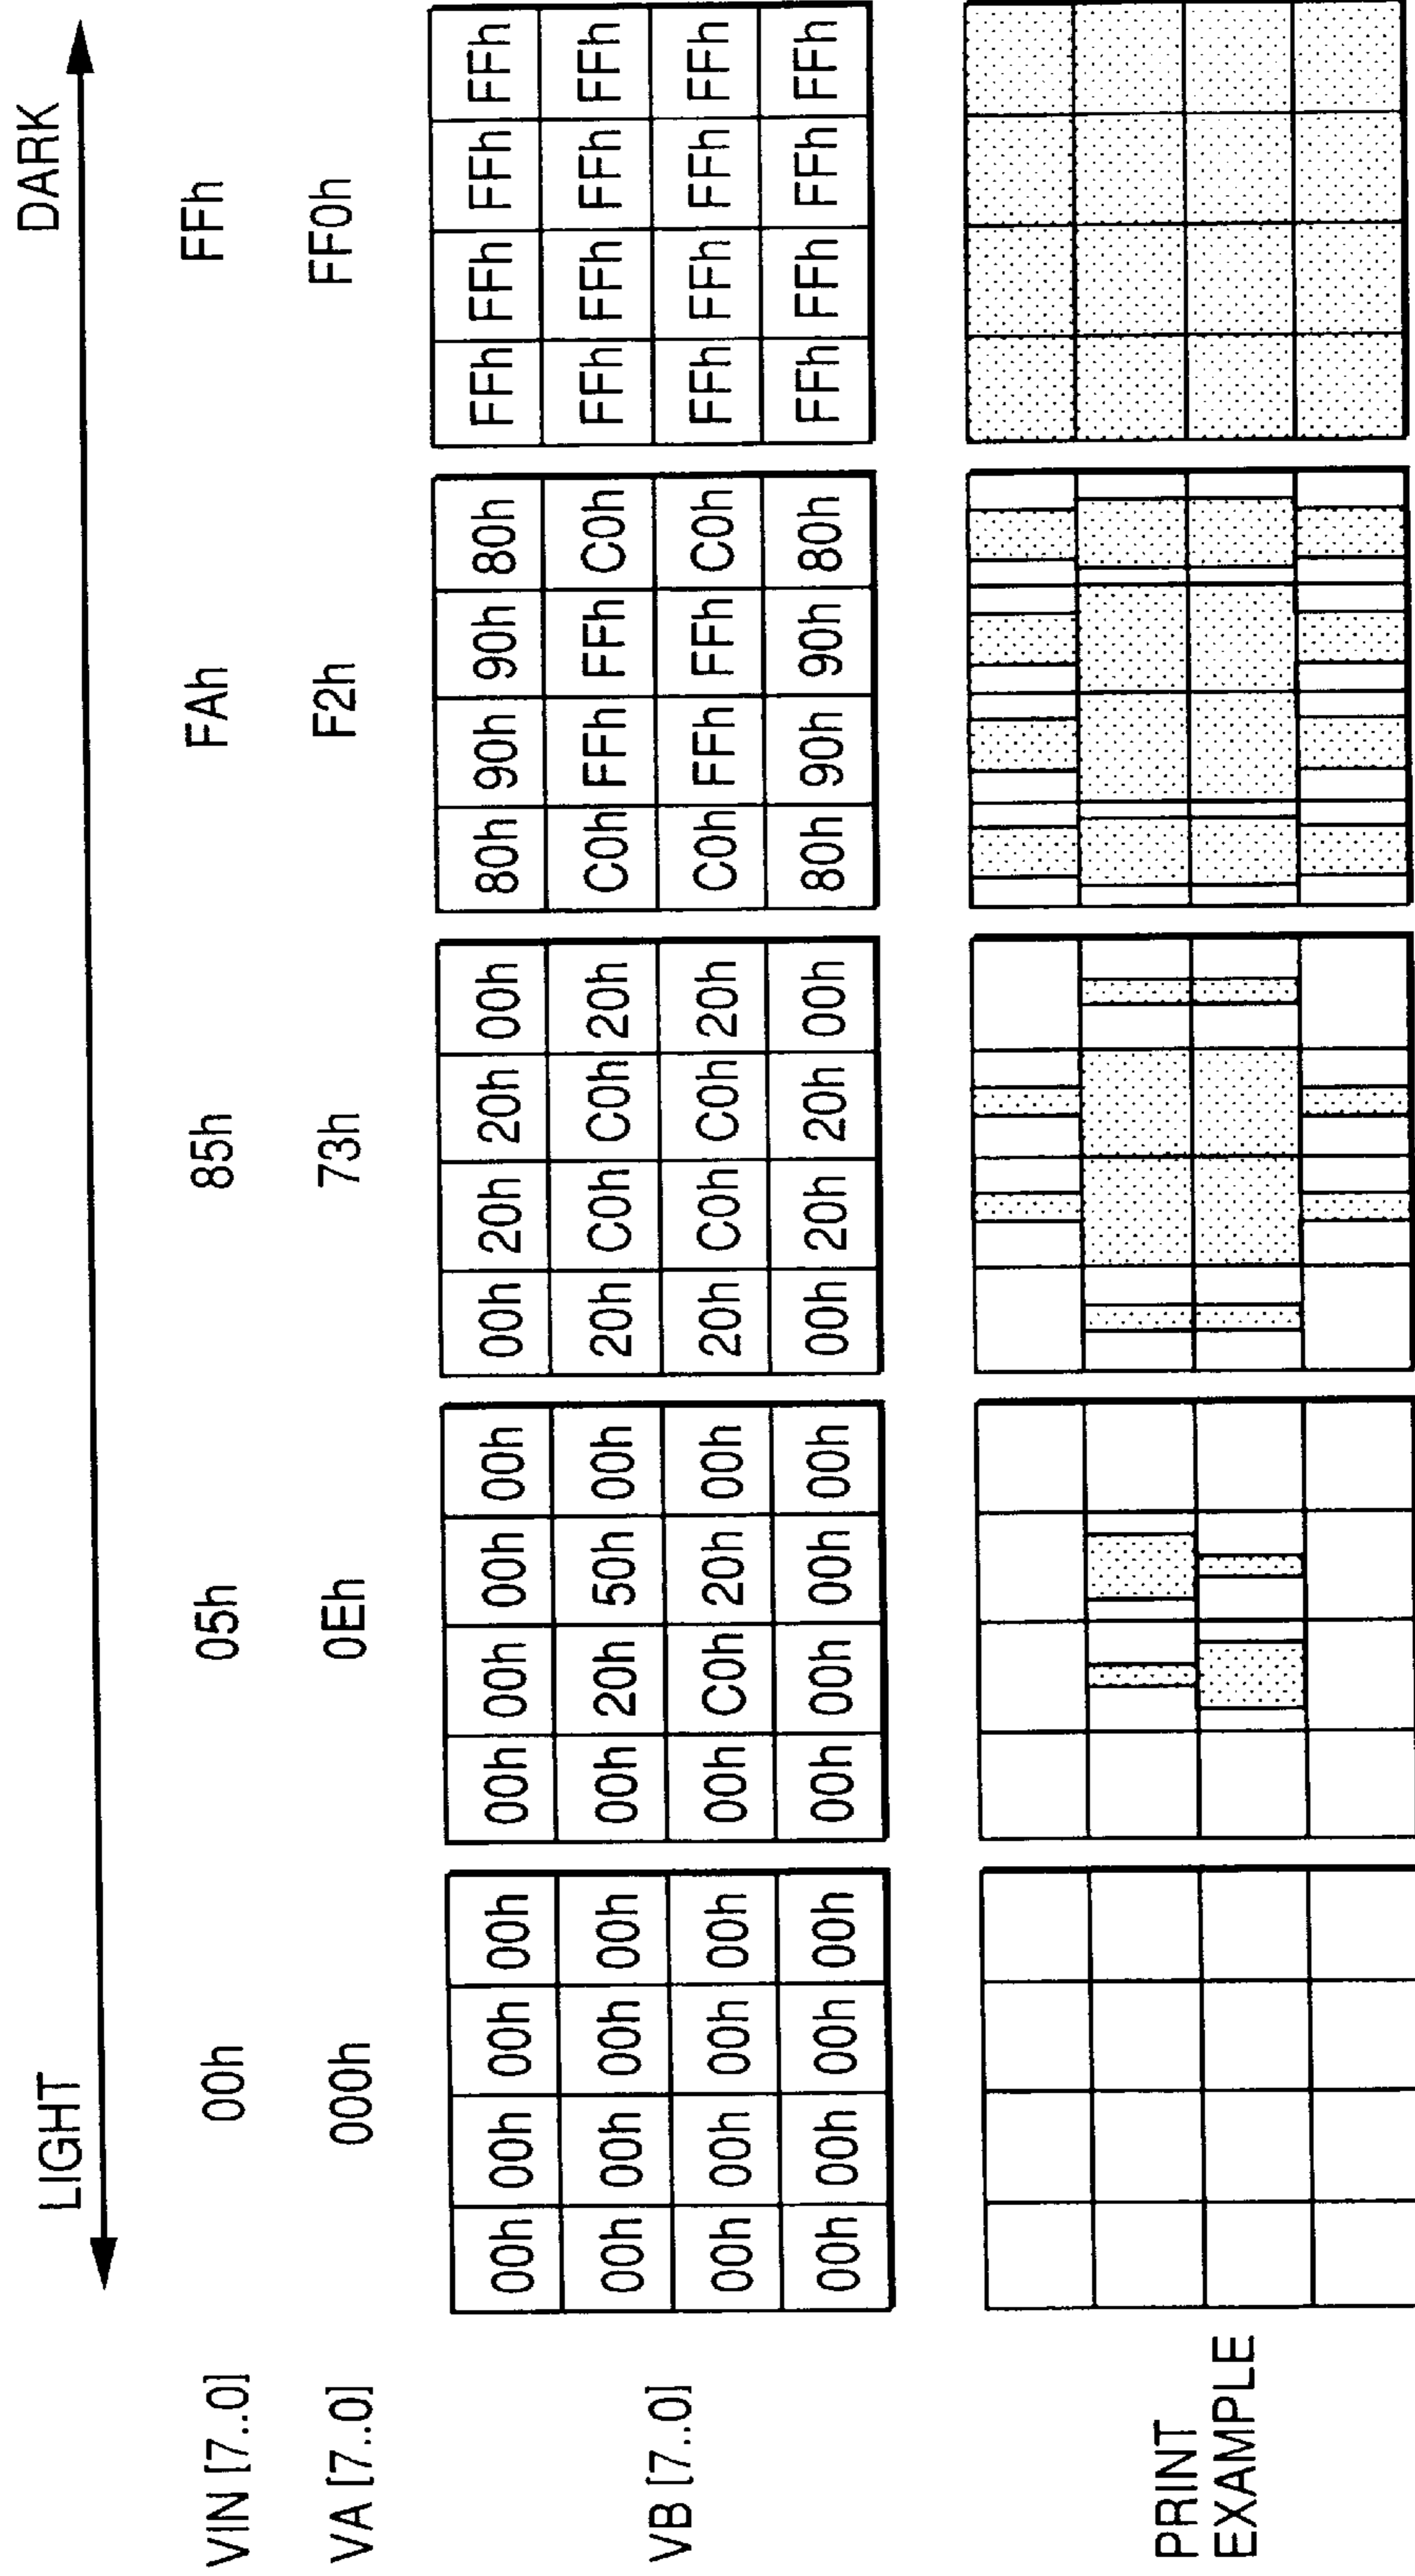 LIGHT DARK
VIN [7..0] 00h 05h 85h FAh FFh
VA [7..0] 000h 0Eh 73h F2h FF0h
00h 00h 00h 00h 00h 00h 00h 00h 00h 20h 20h 00h 80h 90h 90h 80h FFh FFh FFh FFh
00h 00h 00h 00h 00h 20h 50h 00h 20h C0h C0h 20h C0h FFh FFh C0h FFh FFh FFh FFh
VB [7..0]
00h 00h 00h 00h 00h C0h 20h 00h 20h C0h C0h 20h C0h FFh FFh C0h FFh FFh FFh FFh
00h 00h 00h 00h 00h 00h 00h 00h 00h 20h 20h 00h 80h 90h 90h 80h FFh FFh FFh FFh
PRINT
EXAMPLE